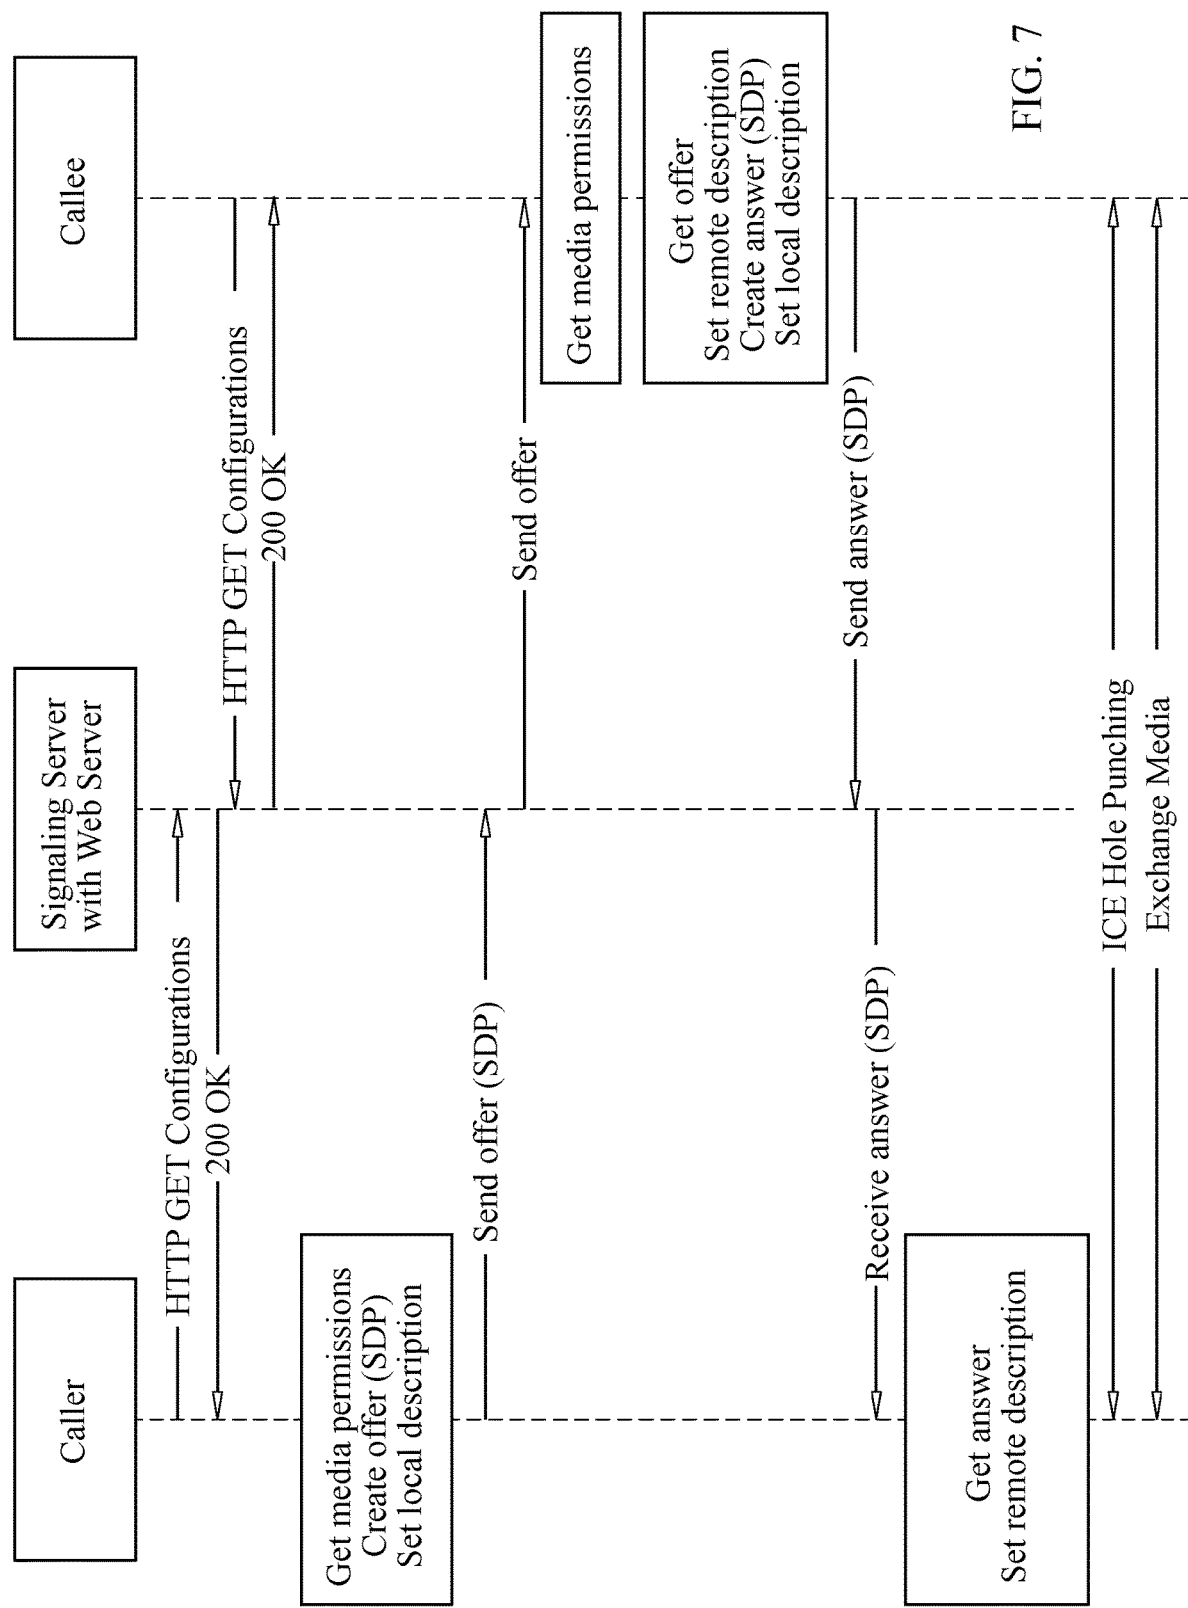 Caller
Signaling Server
with Web Server
Callee
HTTP GET Configurations
200 OK
HTTP GET Configurations
200 OK
Get media permissions
Create offer (SDP)
Set local description
Send offer (SDP)
Send offer
Get media permissions
Get offer
Set remote description
Create answer (SDP)
Set local description
Send answer (SDP)
Receive answer (SDP)
Get answer
Set remote description
ICE Hole Punching
Exchange Media
FIG. 7